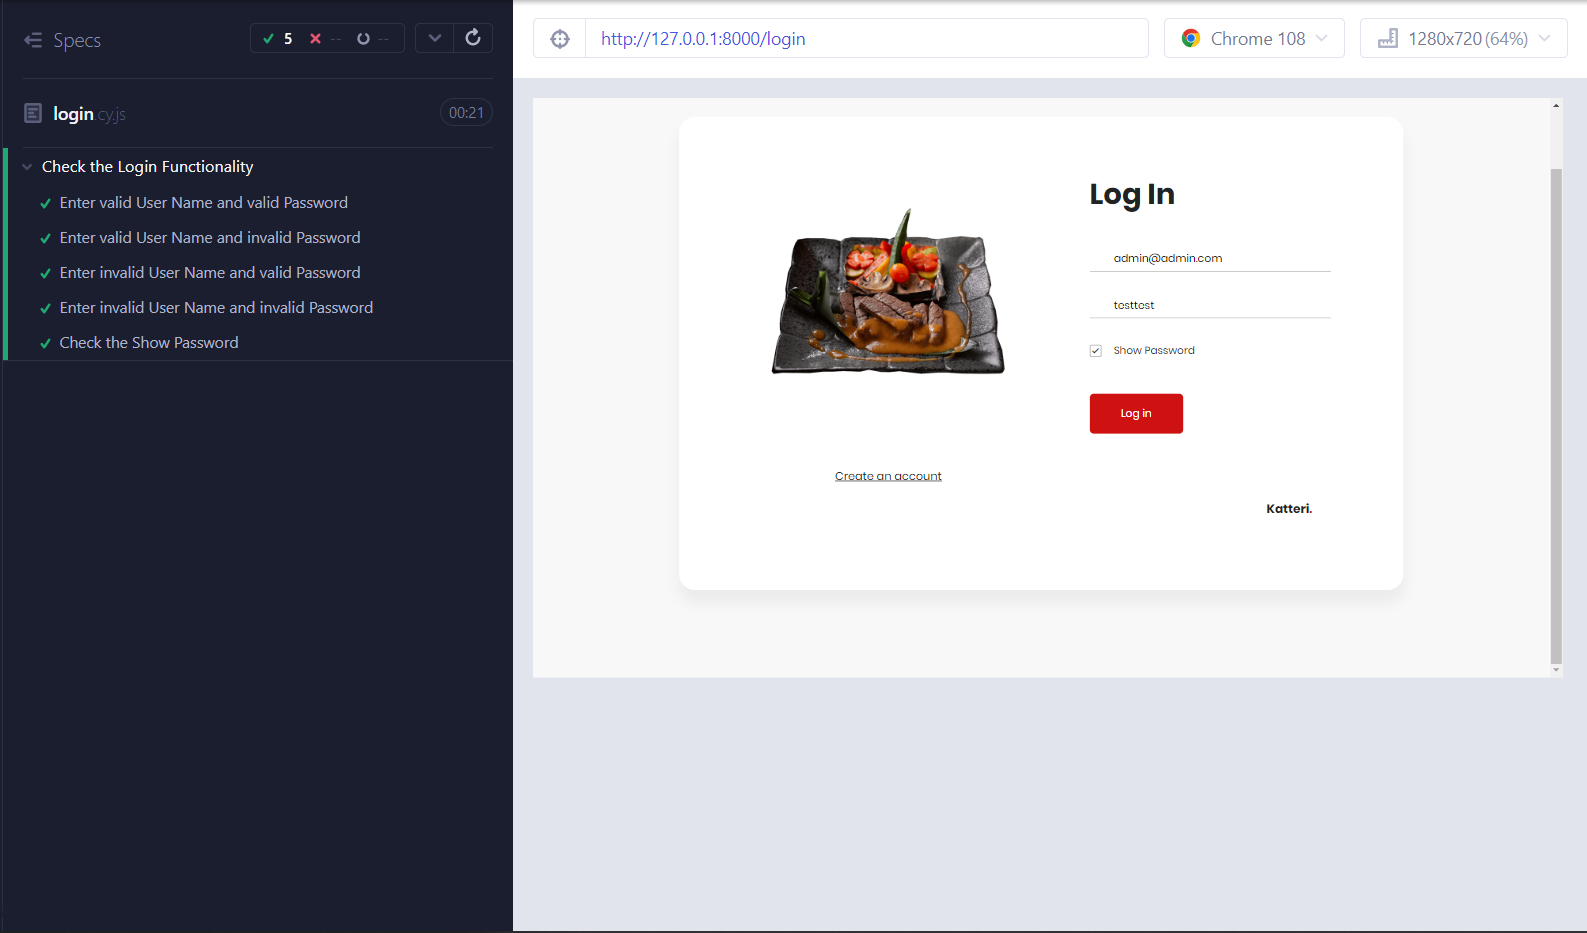 Specs
5 -- --
login.cy.js
00:21
Check the Login Functionality
Enter valid User Name and valid Password
Enter valid User Name and invalid Password
Enter invalid User Name and valid Password
Enter invalid User Name and invalid Password
Check the Show Password
http://127.0.0.1:8000/login
Chrome 108
1280x720 (64%)
Log In
admin@admin.com
testtest
Show Password
Log in
Create an account
Katteri.